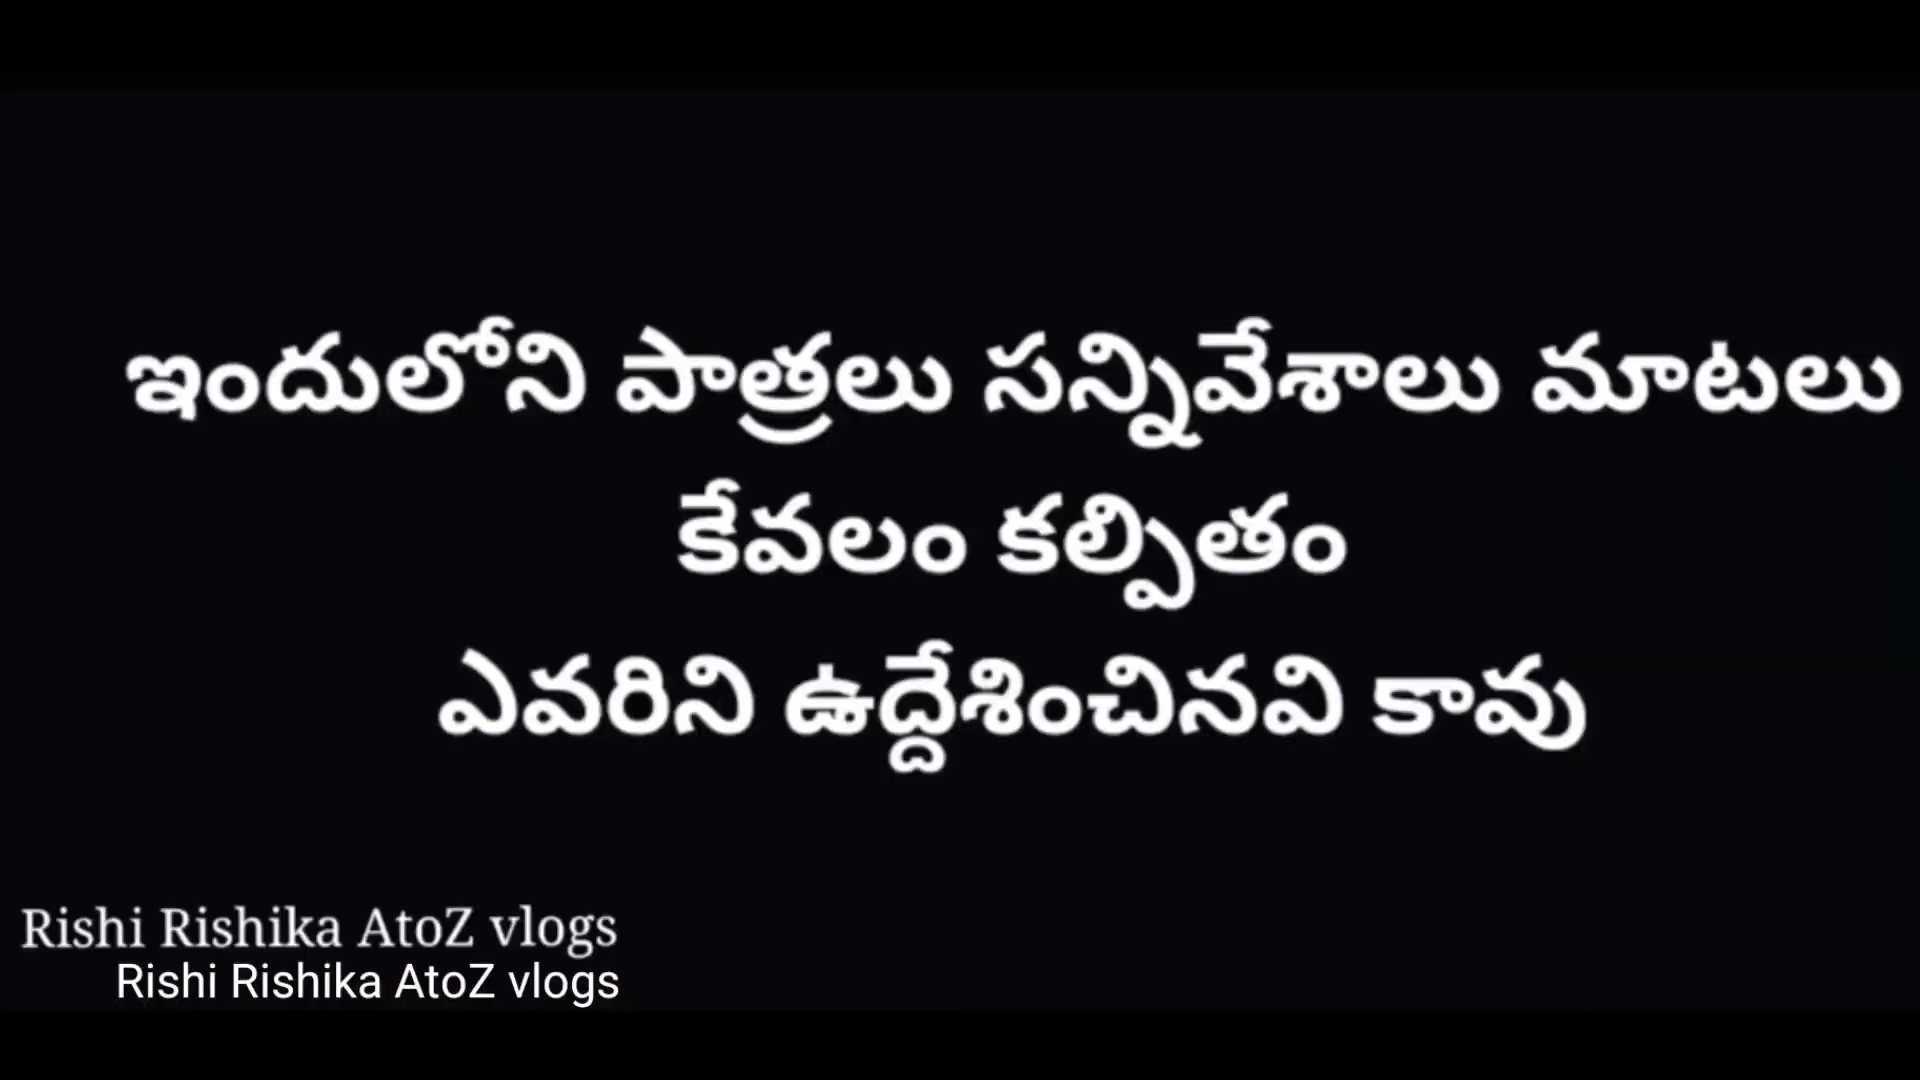 ఇందులోని పాత్రలు సన్నివేశాలు మాటలు
కేవలం కల్పితం
ఎవరిని ఉద్దేశించినవి కావు
Rishi Rishika AtoZ vlogs
Rishi Rishika AtoZ vlogs